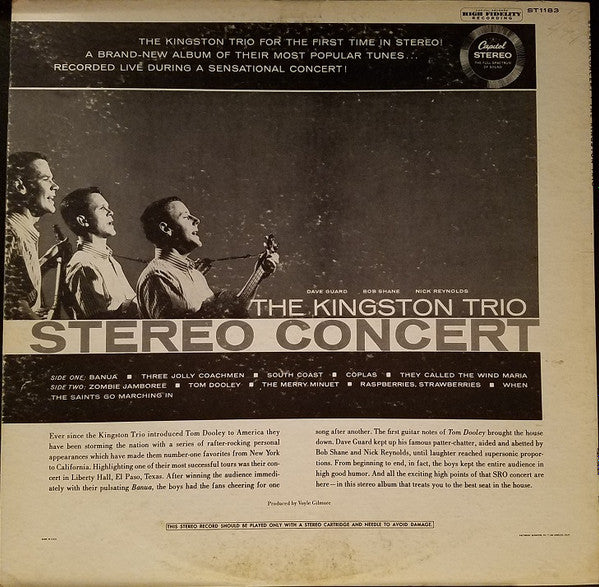 HIGH FIDELITY
RECORDING
ST1183
THE KINGSTON TRIO FOR THE FIRST TIME IN STEREO!
A BRAND-NEW ALBUM OF THEIR MOST POPULAR TUNES...
RECORDED LIVE DURING A SENSATIONAL CONCERT!
Capitol
STEREO
THE FULL SPECTRUM
OF SOUND
DAVE GUARD BOB SHANE NICK REYNOLDS
THE KINGSTON TRIO
STEREO CONCERT
SIDE ONE: BANUA ■ THREE JOLLY COACHMEN ■ SOUTH COAST ■ COPLAS ■ THEY CALLED THE WIND MARIA
SIDE TWO: ZOMBIE JAMBOREE ■ TOM DOOLEY ■ THE MERRY MINUET ■ RASPBERRIES, STRAWBERRIES ■ WHEN
THE SAINTS GO MARCHING IN
Ever since the Kingston Trio introduced Tom Dooley to America they
have been storming the nation with a series of rafter-rocking personal
appearances which have made them number-one favorites from New York
to California. Highlighting one of their most successful tours was their con-
cert in Liberty Hall, El Paso, Texas. After winning the audience immedi-
ately with their pulsating Banua, the boys had the fans cheering for one
song after another. The first guitar notes of Tom Dooley brought the house
down. Dave Guard kept up his famous patter-chatter, aided and abetted by
Bob Shane and Nick Reynolds, until laughter reached supersonic propor-
tions. From beginning to end, in fact, the boys kept the entire audience in
high good humor. And all the exciting high points of that SRO concert are
here—in this stereo album that treats you to the best seat in the house.
Produced by Voyle Gilmore
THIS STEREO RECORD SHOULD BE PLAYED ONLY WITH A STEREO CARTRIDGE AND NEEDLE TO AVOID DAMAGE.